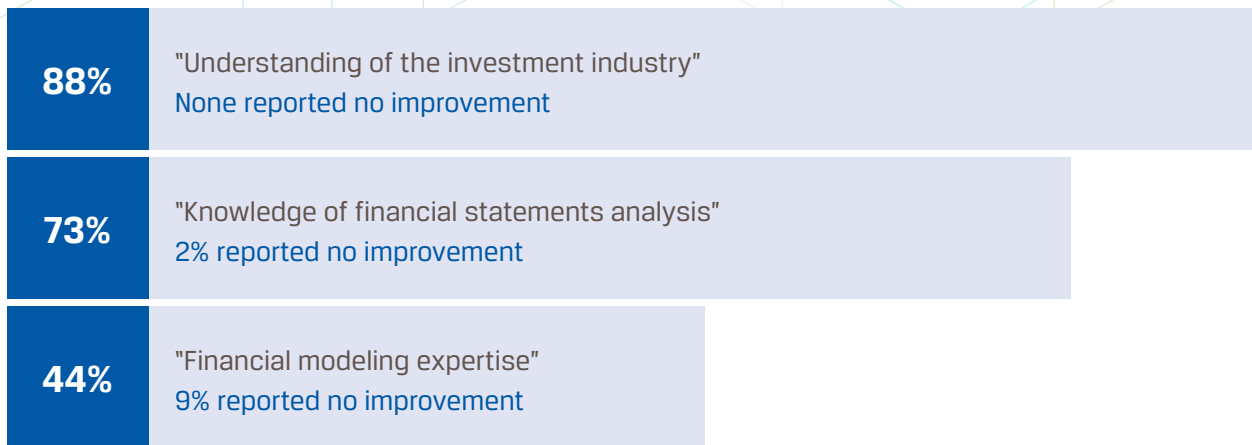 88%
"Understanding of the investment industry"
None reported no improvement
73%
"Knowledge of financial statements analysis"
2% reported no improvement
44%
"Financial modeling expertise"
9% reported no improvement